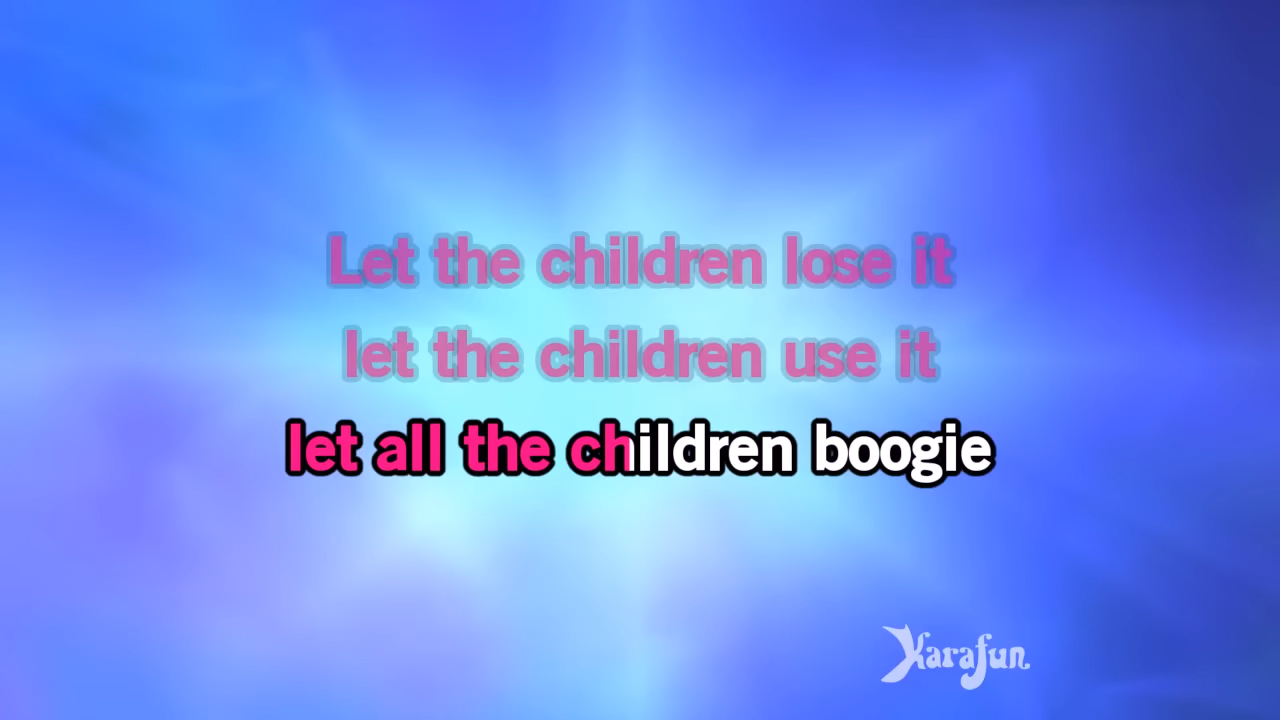 Let the children lose it
let the children use it
let all the children boogie
Karafun